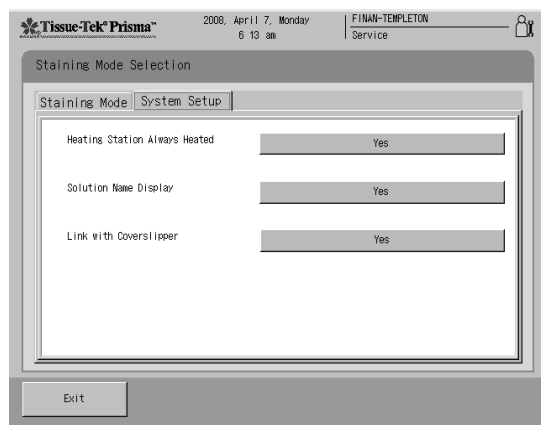 Tissue-Tek® Prisma™
2008, April 7, Monday
6 13 am
FINAN-TEMPLETON
Service
Staining Mode Selection
Staining Mode
System Setup
Heating Station Always Heated
Yes
Solution Name Display
Yes
Link with Coverslipper
Yes
Exit